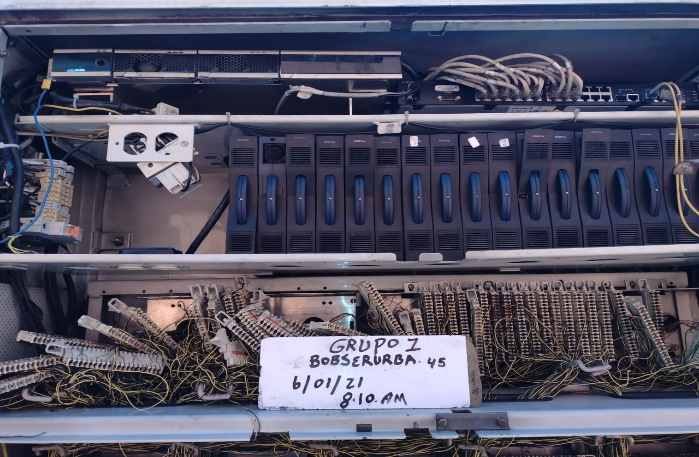 GRUPO I
BOBSERURBA 45
6/01/21
8.10.AM